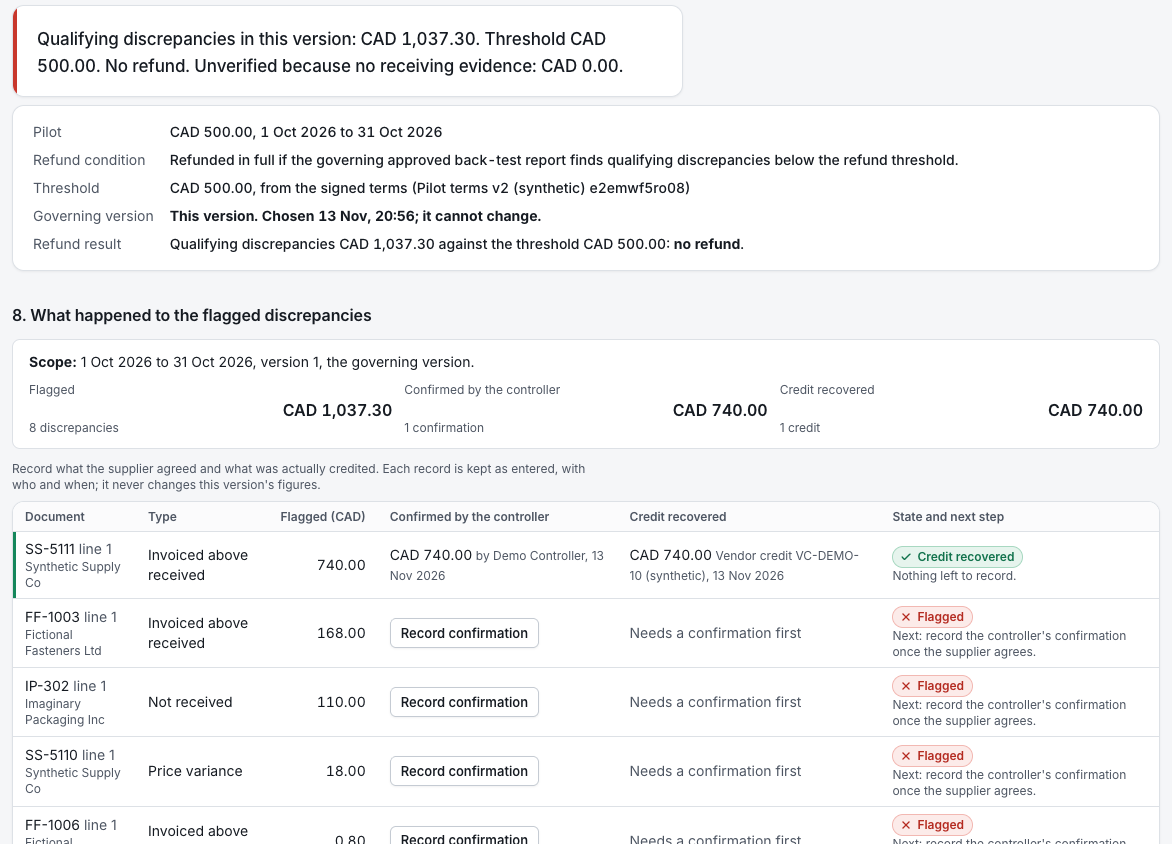 Qualifying discrepancies in this version: CAD 1,037.30. Threshold CAD
500.00. No refund. Unverified because no receiving evidence: CAD 0.00.
Pilot CAD 500.00, 1 Oct 2026 to 31 Oct 2026
Refund condition Refunded in full if the governing approved back-test report finds qualifying discrepancies below the refund threshold.
Threshold CAD 500.00, from the signed terms (Pilot terms v2 (synthetic) e2emwf5ro08)
Governing version This version. Chosen 13 Nov, 20:56; it cannot change.
Refund result Qualifying discrepancies CAD 1,037.30 against the threshold CAD 500.00: no refund.
8. What happened to the flagged discrepancies
Scope: 1 Oct 2026 to 31 Oct 2026, version 1, the governing version.
Flagged Confirmed by the controller Credit recovered
CAD 1,037.30 CAD 740.00 CAD 740.00
8 discrepancies 1 confirmation 1 credit
Record what the supplier agreed and what was actually credited. Each record is kept as entered, with
who and when; it never changes this version's figures.
Document Type Flagged (CAD) Confirmed by the controller Credit recovered State and next step
SS-5111 line 1
Synthetic Supply
Co
Invoiced above
received
740.00
CAD 740.00 by Demo Controller, 13
Nov 2026
CAD 740.00 Vendor credit VC-DEMO-
10 (synthetic), 13 Nov 2026
Credit recovered
Nothing left to record.
FF-1003 line 1
Fictional
Fasteners Ltd
Invoiced above
received
168.00
Record confirmation
Needs a confirmation first
Flagged
Next: record the controller's confirmation
once the supplier agrees.
IP-302 line 1
Imaginary
Packaging Inc
Not received
110.00
Record confirmation
Needs a confirmation first
Flagged
Next: record the controller's confirmation
once the supplier agrees.
SS-5110 line 1
Synthetic Supply
Co
Price variance
18.00
Record confirmation
Needs a confirmation first
Flagged
Next: record the controller's confirmation
once the supplier agrees.
FF-1006 line 1
Fictional
Invoiced above
0.80
Record confirmation
Needs a confirmation first
Flagged
Next: record the controller's confirmation